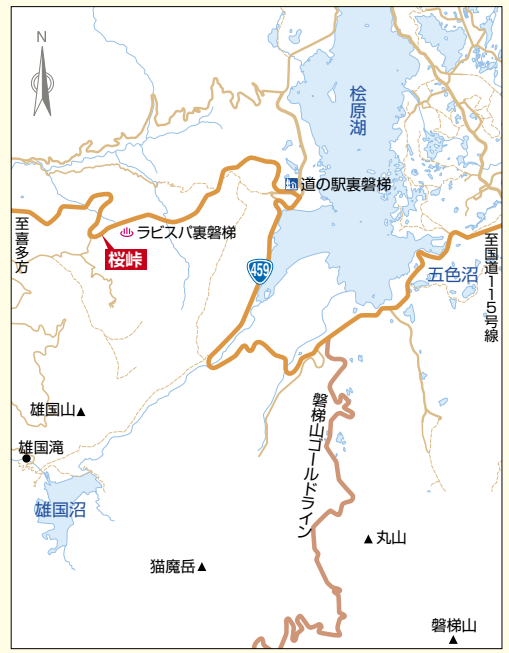 N
桧原湖
道の駅裏磐梯
ラビスパ裏磐梯
至喜多方
桜峠
459
五色沼
至国道115号線
雄国山
雄国滝
雄国沼
磐梯山ゴールドライン
猫魔岳
丸山
磐梯山